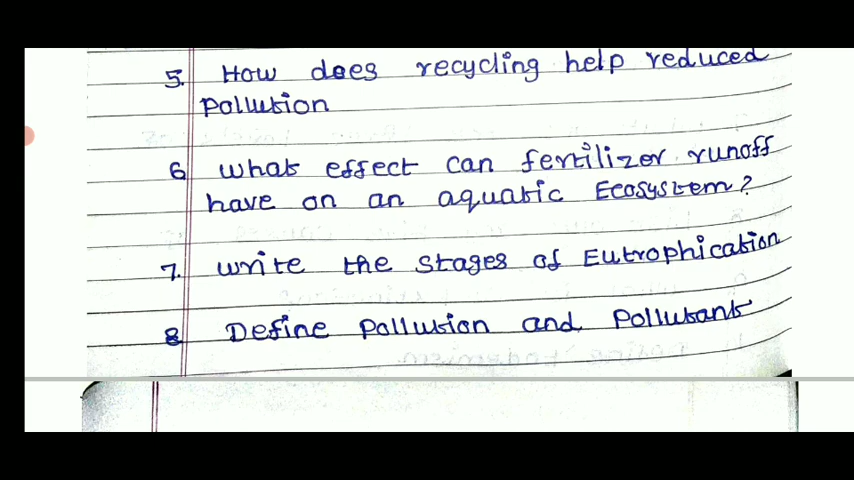 5. How does recycling help reduced
Pollution
6 what effect can fertilizer runoff
have on an aquatic Ecosystem?
7. write the stages of Eutrophication
8 Define Pollution and Pollutant